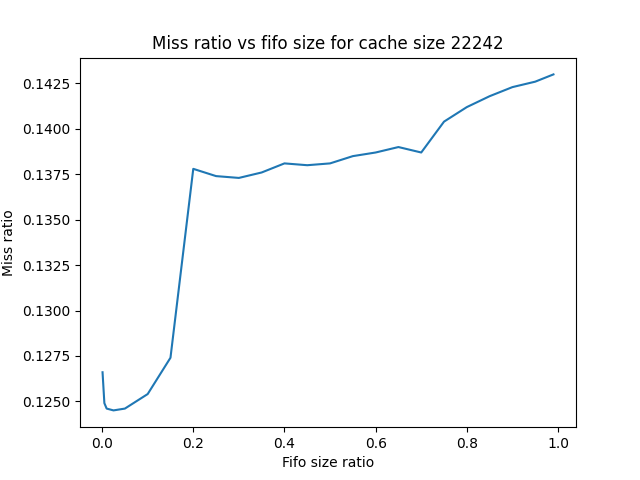 Miss ratio vs fifo size for cache size 22242
0.1425
0.1400
0.1375
0.1350
0.1325
0.1300
0.1275
0.1250
Miss ratio
0.0 0.2 0.4 0.6 0.8 1.0
Fifo size ratio